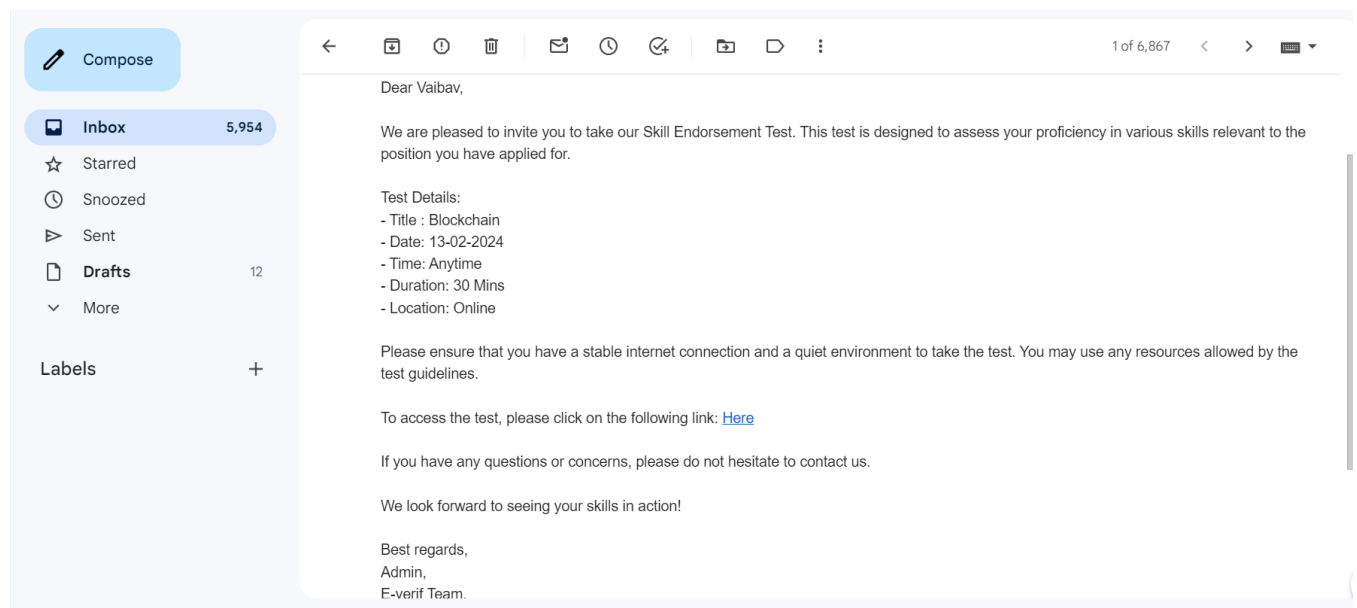 Compose
1 of 6,867
Inbox 5,954
Starred
Snoozed
Sent
Drafts 12
More
Labels
Dear Vaibav,
We are pleased to invite you to take our Skill Endorsement Test. This test is designed to assess your proficiency in various skills relevant to the
position you have applied for.
Test Details:
- Title : Blockchain
- Date: 13-02-2024
- Time: Anytime
- Duration: 30 Mins
- Location: Online
Please ensure that you have a stable internet connection and a quiet environment to take the test. You may use any resources allowed by the
test guidelines.
To access the test, please click on the following link: Here
If you have any questions or concerns, please do not hesitate to contact us.
We look forward to seeing your skills in action!
Best regards,
Admin,
E-verif Team.